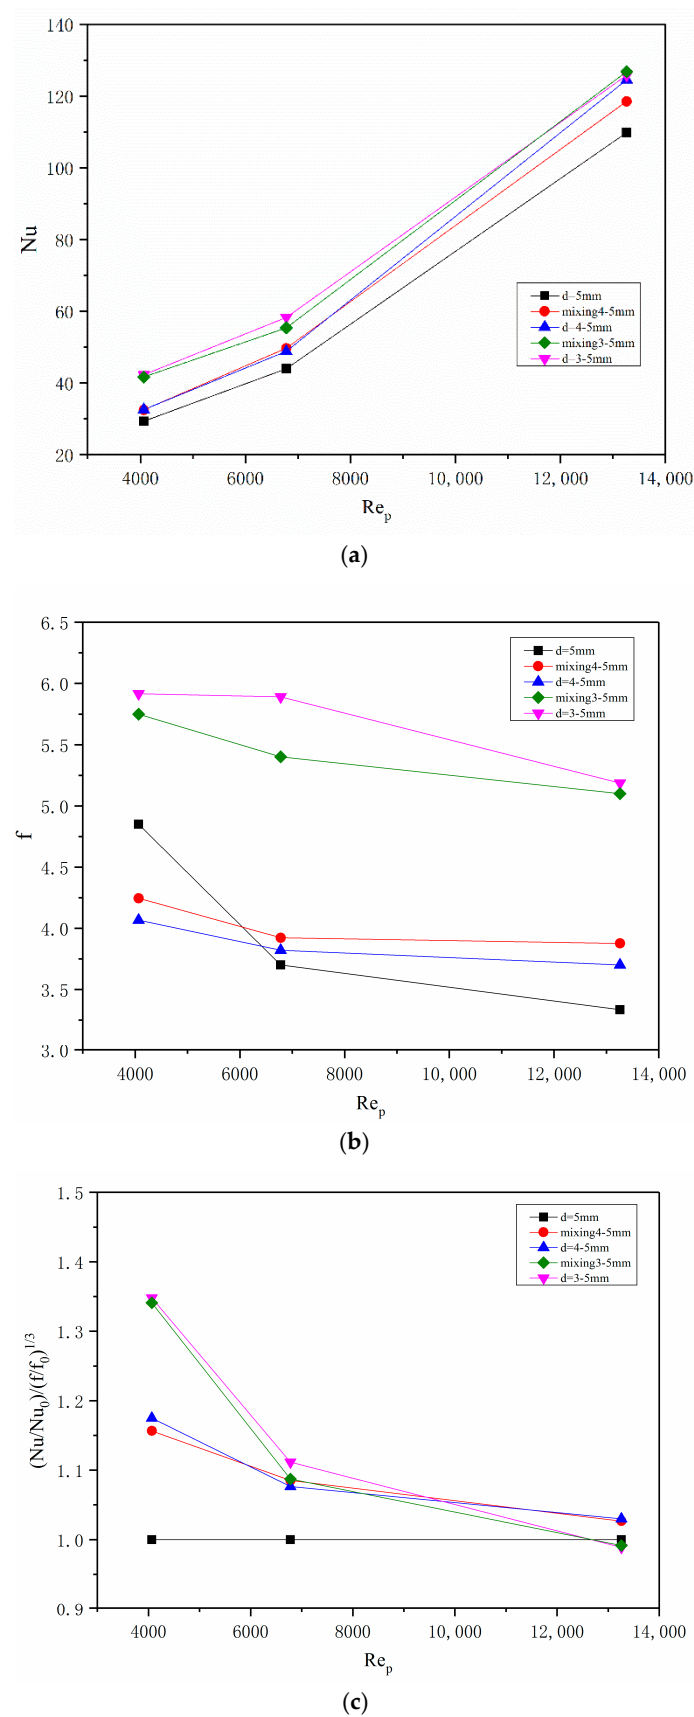 140
120
100
80
60
40
20
Nu
d–5mm
mixing4-5mm
d–4-5mm
mixing3-5mm
d–3-5mm
4000 6000 8000 10,000 12,000 14,000
Rep
(a)
6.5
6.0
5.5
5.0
4.5
4.0
3.5
3.0
f
d=5mm
mixing4-5mm
d=4-5mm
mixing3-5mm
d=3-5mm
4000 6000 8000 10,000 12,000 14,000
Rep
(b)
1.5
1.4
1.3
1.2
1.1
1.0
0.9
(Nu/Nu0)/(f/f0)1/3
d=5mm
mixing4-5mm
d=4-5mm
mixing3-5mm
d=3-5mm
4000 6000 8000 10,000 12,000 14,000
Rep
(c)